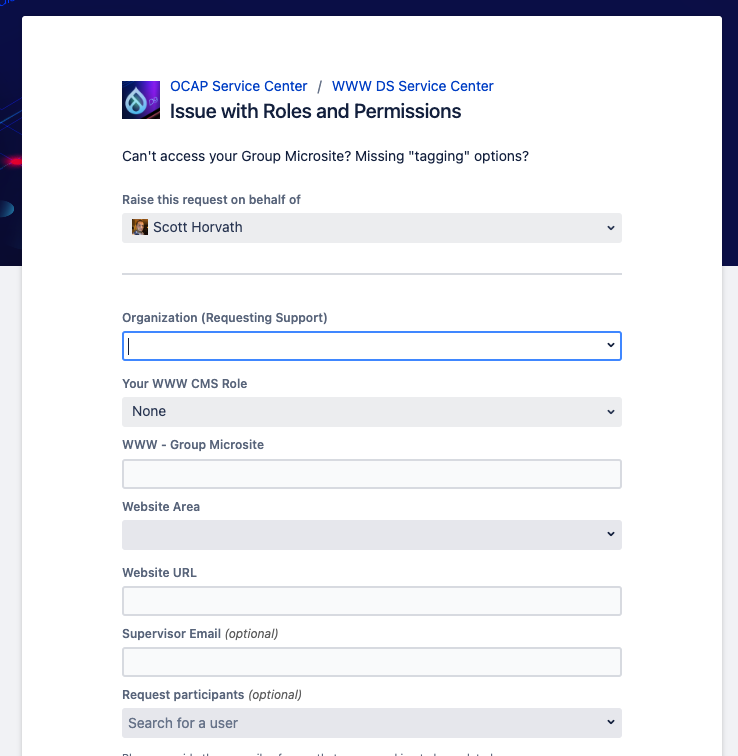 OCAP Service Center / WWW DS Service Center
Issue with Roles and Permissions
Can't access your Group Microsite? Missing "tagging" options?
Raise this request on behalf of
Scott Horvath
Organization (Requesting Support)
Your WWW CMS Role
None
WWW - Group Microsite
Website Area
Website URL
Supervisor Email (optional)
Request participants (optional)
Search for a user